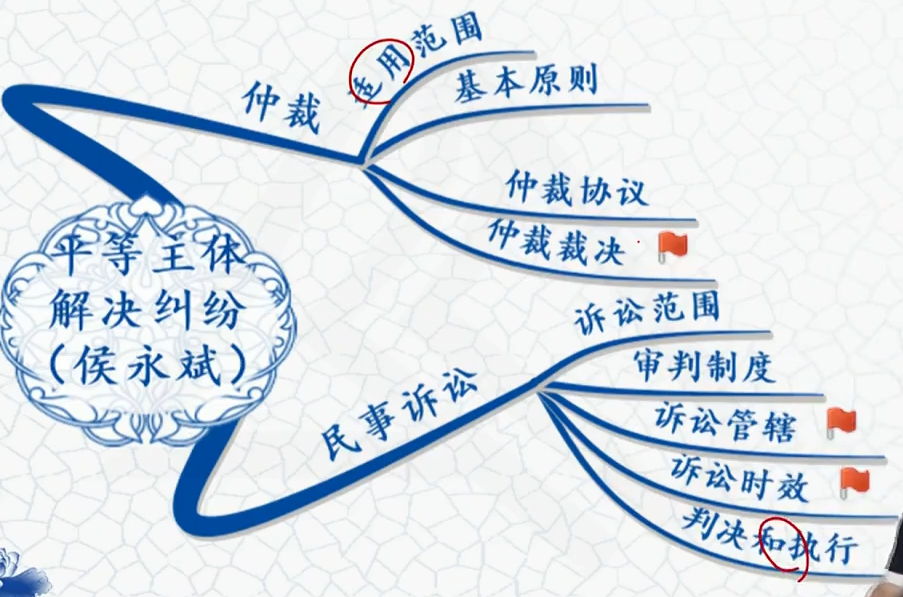 平等主体
解决纠纷
(侯永斌)
仲裁
适用范围
基本原则
仲裁协议
仲裁裁决
民事诉讼
诉讼范围
审判制度
诉讼管辖
诉讼时效
判决和执行